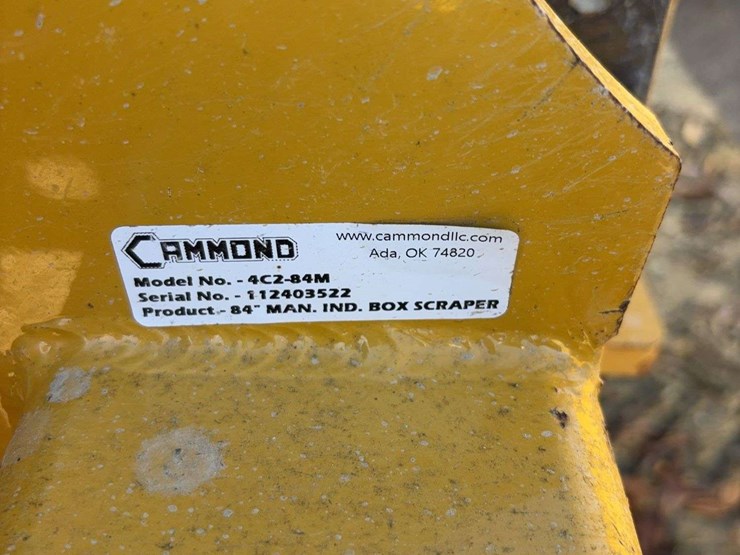 CAMMOND
www.cammondllc.com
Ada, OK 74820
Model No. - 4C2-84M
Serial No. - 112403522
Product - 84" MAN. IND. BOX SCRAPER